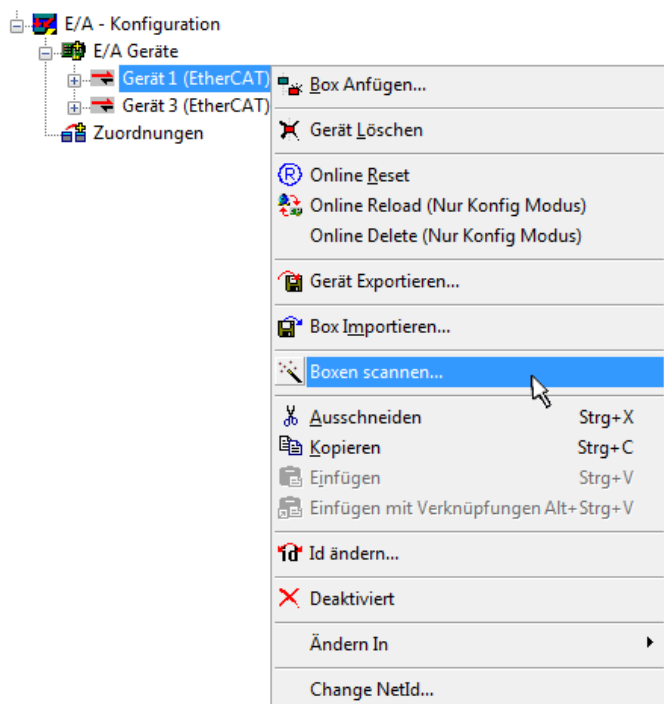 E/A - Konfiguration
E/A Geräte
Gerät 1 (EtherCAT)
Gerät 3 (EtherCAT)
Zuordnungen
Box Anfügen...
Gerät Löschen
Online Reset
Online Reload (Nur Konfig Modus)
Online Delete (Nur Konfig Modus)
Gerät Exportieren...
Box Importieren...
Boxen scannen...
Ausschneiden Strg+X
Kopieren Strg+C
Einfügen Strg+V
Einfügen mit Verknüpfungen Alt+Strg+V
Id ändern...
Deaktiviert
Ändern In
Change NetId...